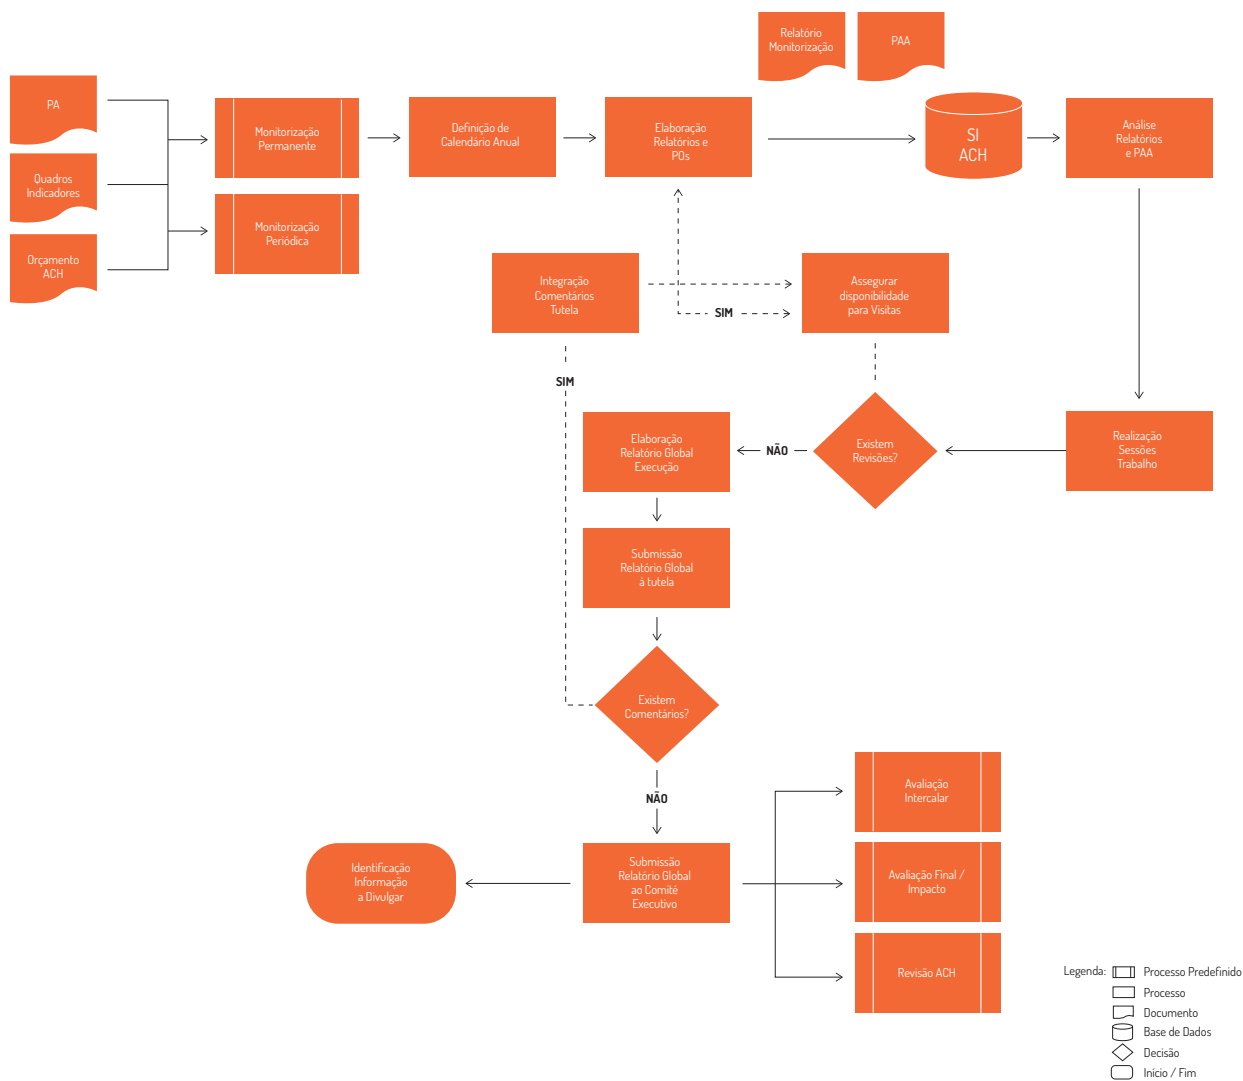 Relatório
Monitorização
PAA
PA
Quadros
Indicadores
Orçamento
ACH
Monitorização
Permanente
Monitorização
Periódica
Definição de
Calendário Anual
Elaboração
Relatórios e
POs
SI
ACH
Análise
Relatórios
e PAA
Integração
Comentários
Tutela
Assegurar
disponibilidade
para Visitas
SIM
SIM
Elaboração
Relatório Global
Execução
NÃO
Existem
Revisões?
Realização
Sessões
Trabalho
Submissão
Relatório Global
à tutela
Existem
Comentários?
NÃO
Identificação
Informação
a Divulgar
Submissão
Relatório Global
ao Comité
Executivo
Avaliação
Intercalar
Avaliação Final /
Impacto
Revisão ACH
Legenda:
Processo Predefinido
Processo
Documento
Base de Dados
Decisão
Início / Fim